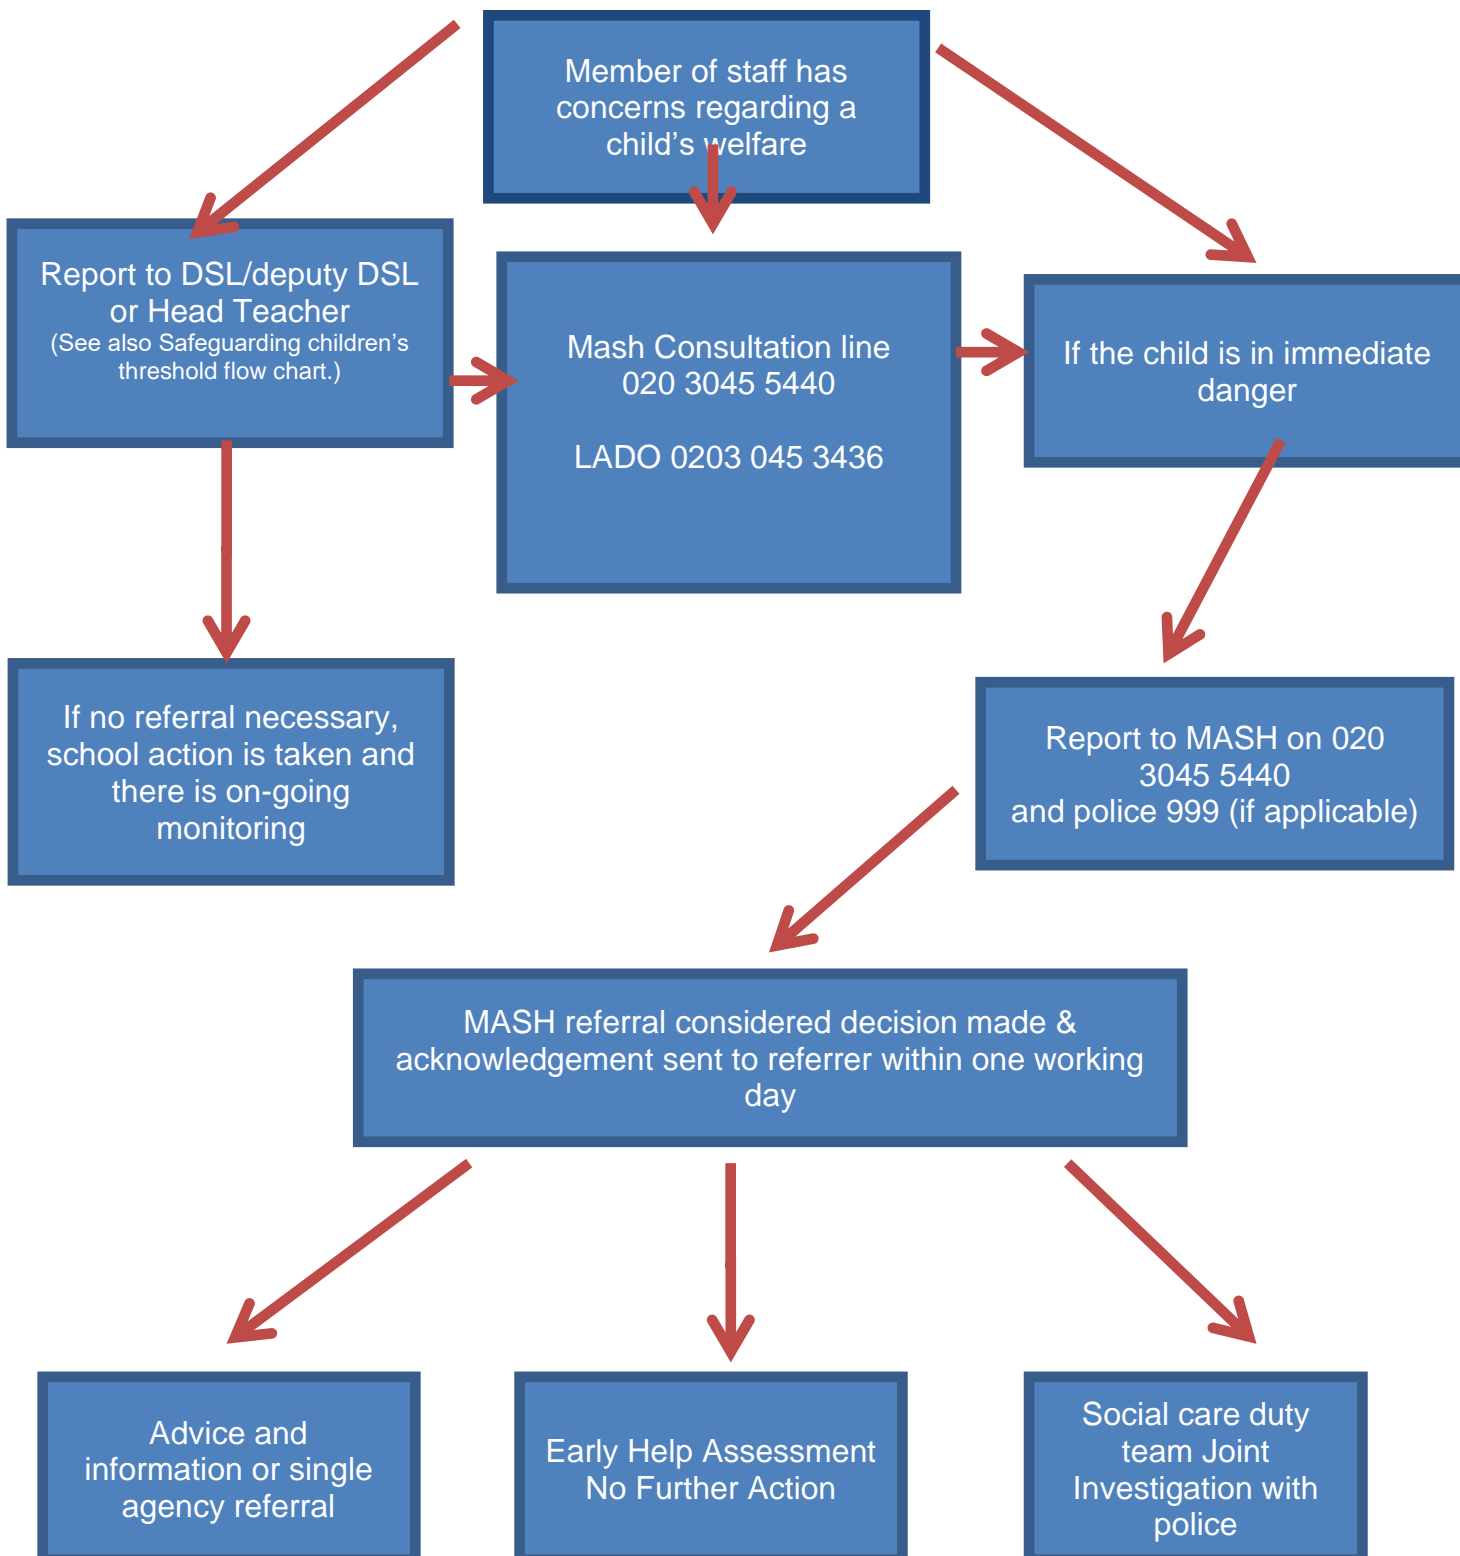 Member of staff has
concerns regarding a
child’s welfare
Report to DSL/deputy DSL
or Head Teacher
(See also Safeguarding children’s
threshold flow chart.)
Mash Consultation line
020 3045 5440
LADO 0203 045 3436
If the child is in immediate
danger
If no referral necessary,
school action is taken and
there is on-going
monitoring
Report to MASH on 020
3045 5440
and police 999 (if applicable)
MASH referral considered decision made &
acknowledgement sent to referrer within one working
day
Advice and
information or single
agency referral
Early Help Assessment
No Further Action
Social care duty
team Joint
Investigation with
police